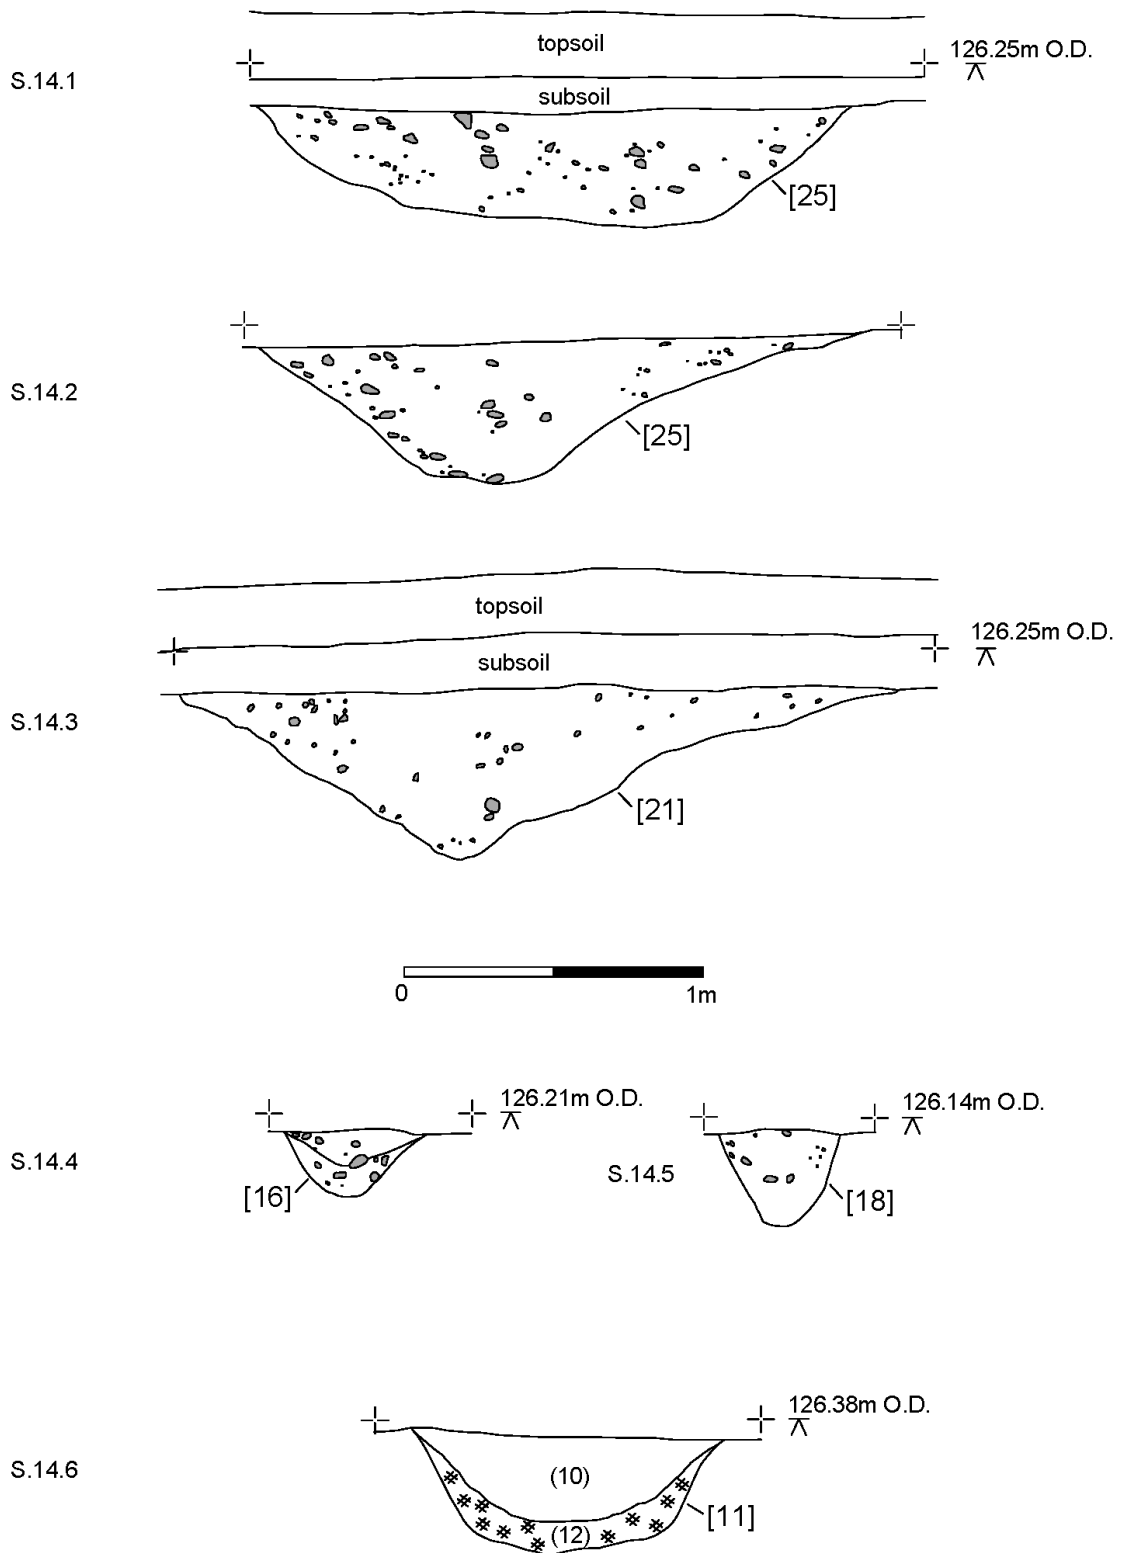 topsoil
126.25m O.D.
S.14.1
subsoil
[25]
S.14.2
[25]
topsoil
126.25m O.D.
subsoil
S.14.3
[21]
0 1m
126.21m O.D.
126.14m O.D.
S.14.4
S.14.5
[16]
[18]
126.38m O.D.
S.14.6
(10)
[11]
(12)